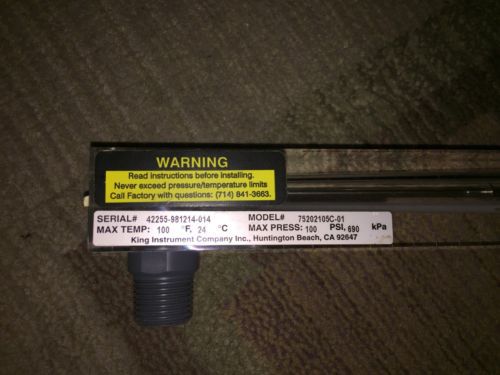 WARNING
Read instructions before installing.
Never exceed pressure/temperature limits
Call Factory with questions: (714) 841-3663.
SERIAL# 42255-981214-014 MODEL# 75202105C-01
MAX TEMP: 100 °F, 24 °C MAX PRESS: 100 PSI, 690 kPa
King Instrument Company Inc., Huntington Beach, CA 92647